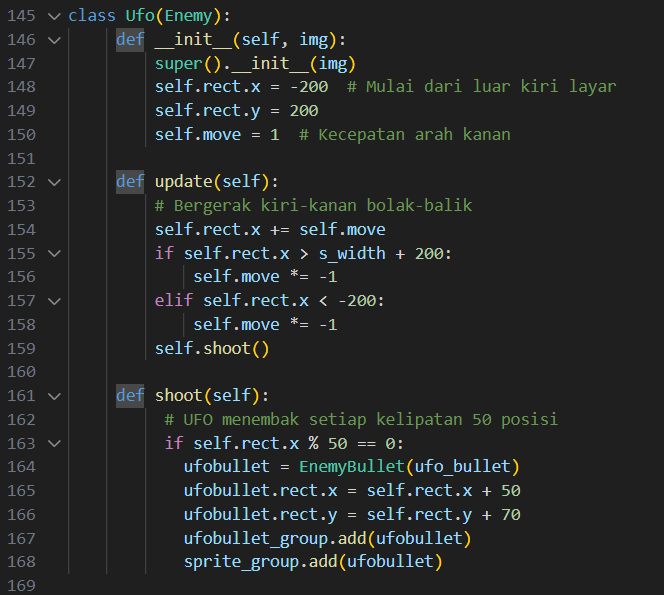 145 class Ufo(Enemy):
146     def __init__(self, img):
147         super().__init__(img)
148         self.rect.x = -200  # Mulai dari luar kiri layar
149         self.rect.y = 200
150         self.move = 1  # Kecepatan arah kanan
151
152     def update(self):
153         # Bergerak kiri-kanan bolak-balik
154         self.rect.x += self.move
155         if self.rect.x > s_width + 200:
156             self.move *= -1
157         elif self.rect.x < -200:
158             self.move *= -1
159         self.shoot()
160
161     def shoot(self):
162          # UFO menembak setiap kelipatan 50 posisi
163          if self.rect.x % 50 == 0:
164            ufobullet = EnemyBullet(ufo_bullet)
165            ufobullet.rect.x = self.rect.x + 50
166            ufobullet.rect.y = self.rect.y + 70
167            ufobullet_group.add(ufobullet)
168            sprite_group.add(ufobullet)
169